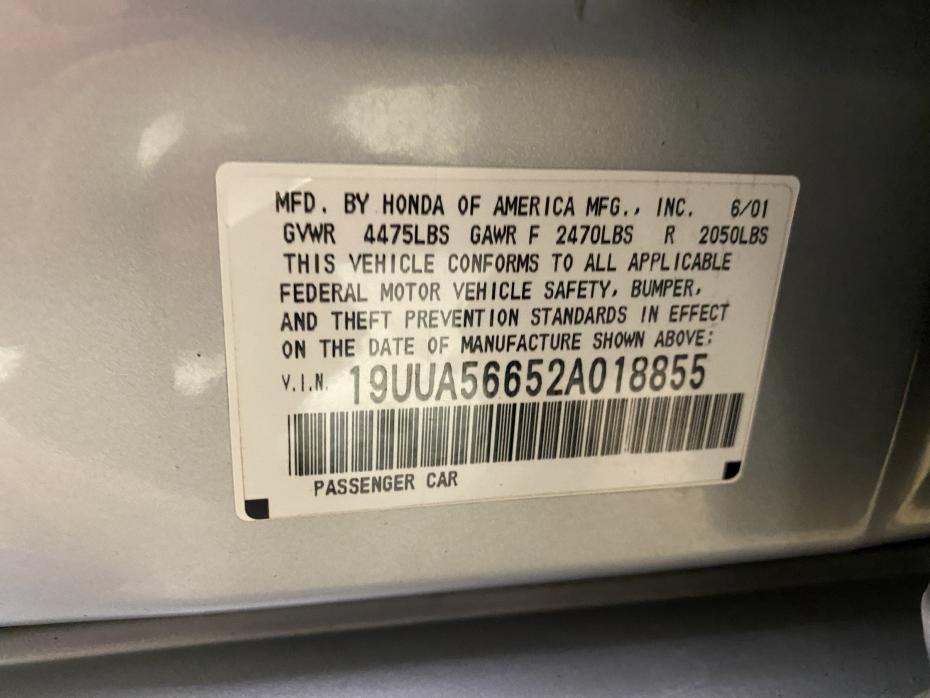 MFD. BY HONDA OF AMERICA MFG., INC. 6/01
GVWR 4475LBS GAWR F 2470LBS R 2050LBS
THIS VEHICLE CONFORMS TO ALL APPLICABLE
FEDERAL MOTOR VEHICLE SAFETY, BUMPER,
AND THEFT PREVENTION STANDARDS IN EFFECT
ON THE DATE OF MANUFACTURE SHOWN ABOVE:
V.I.N. 19UUA56652A018855
PASSENGER CAR